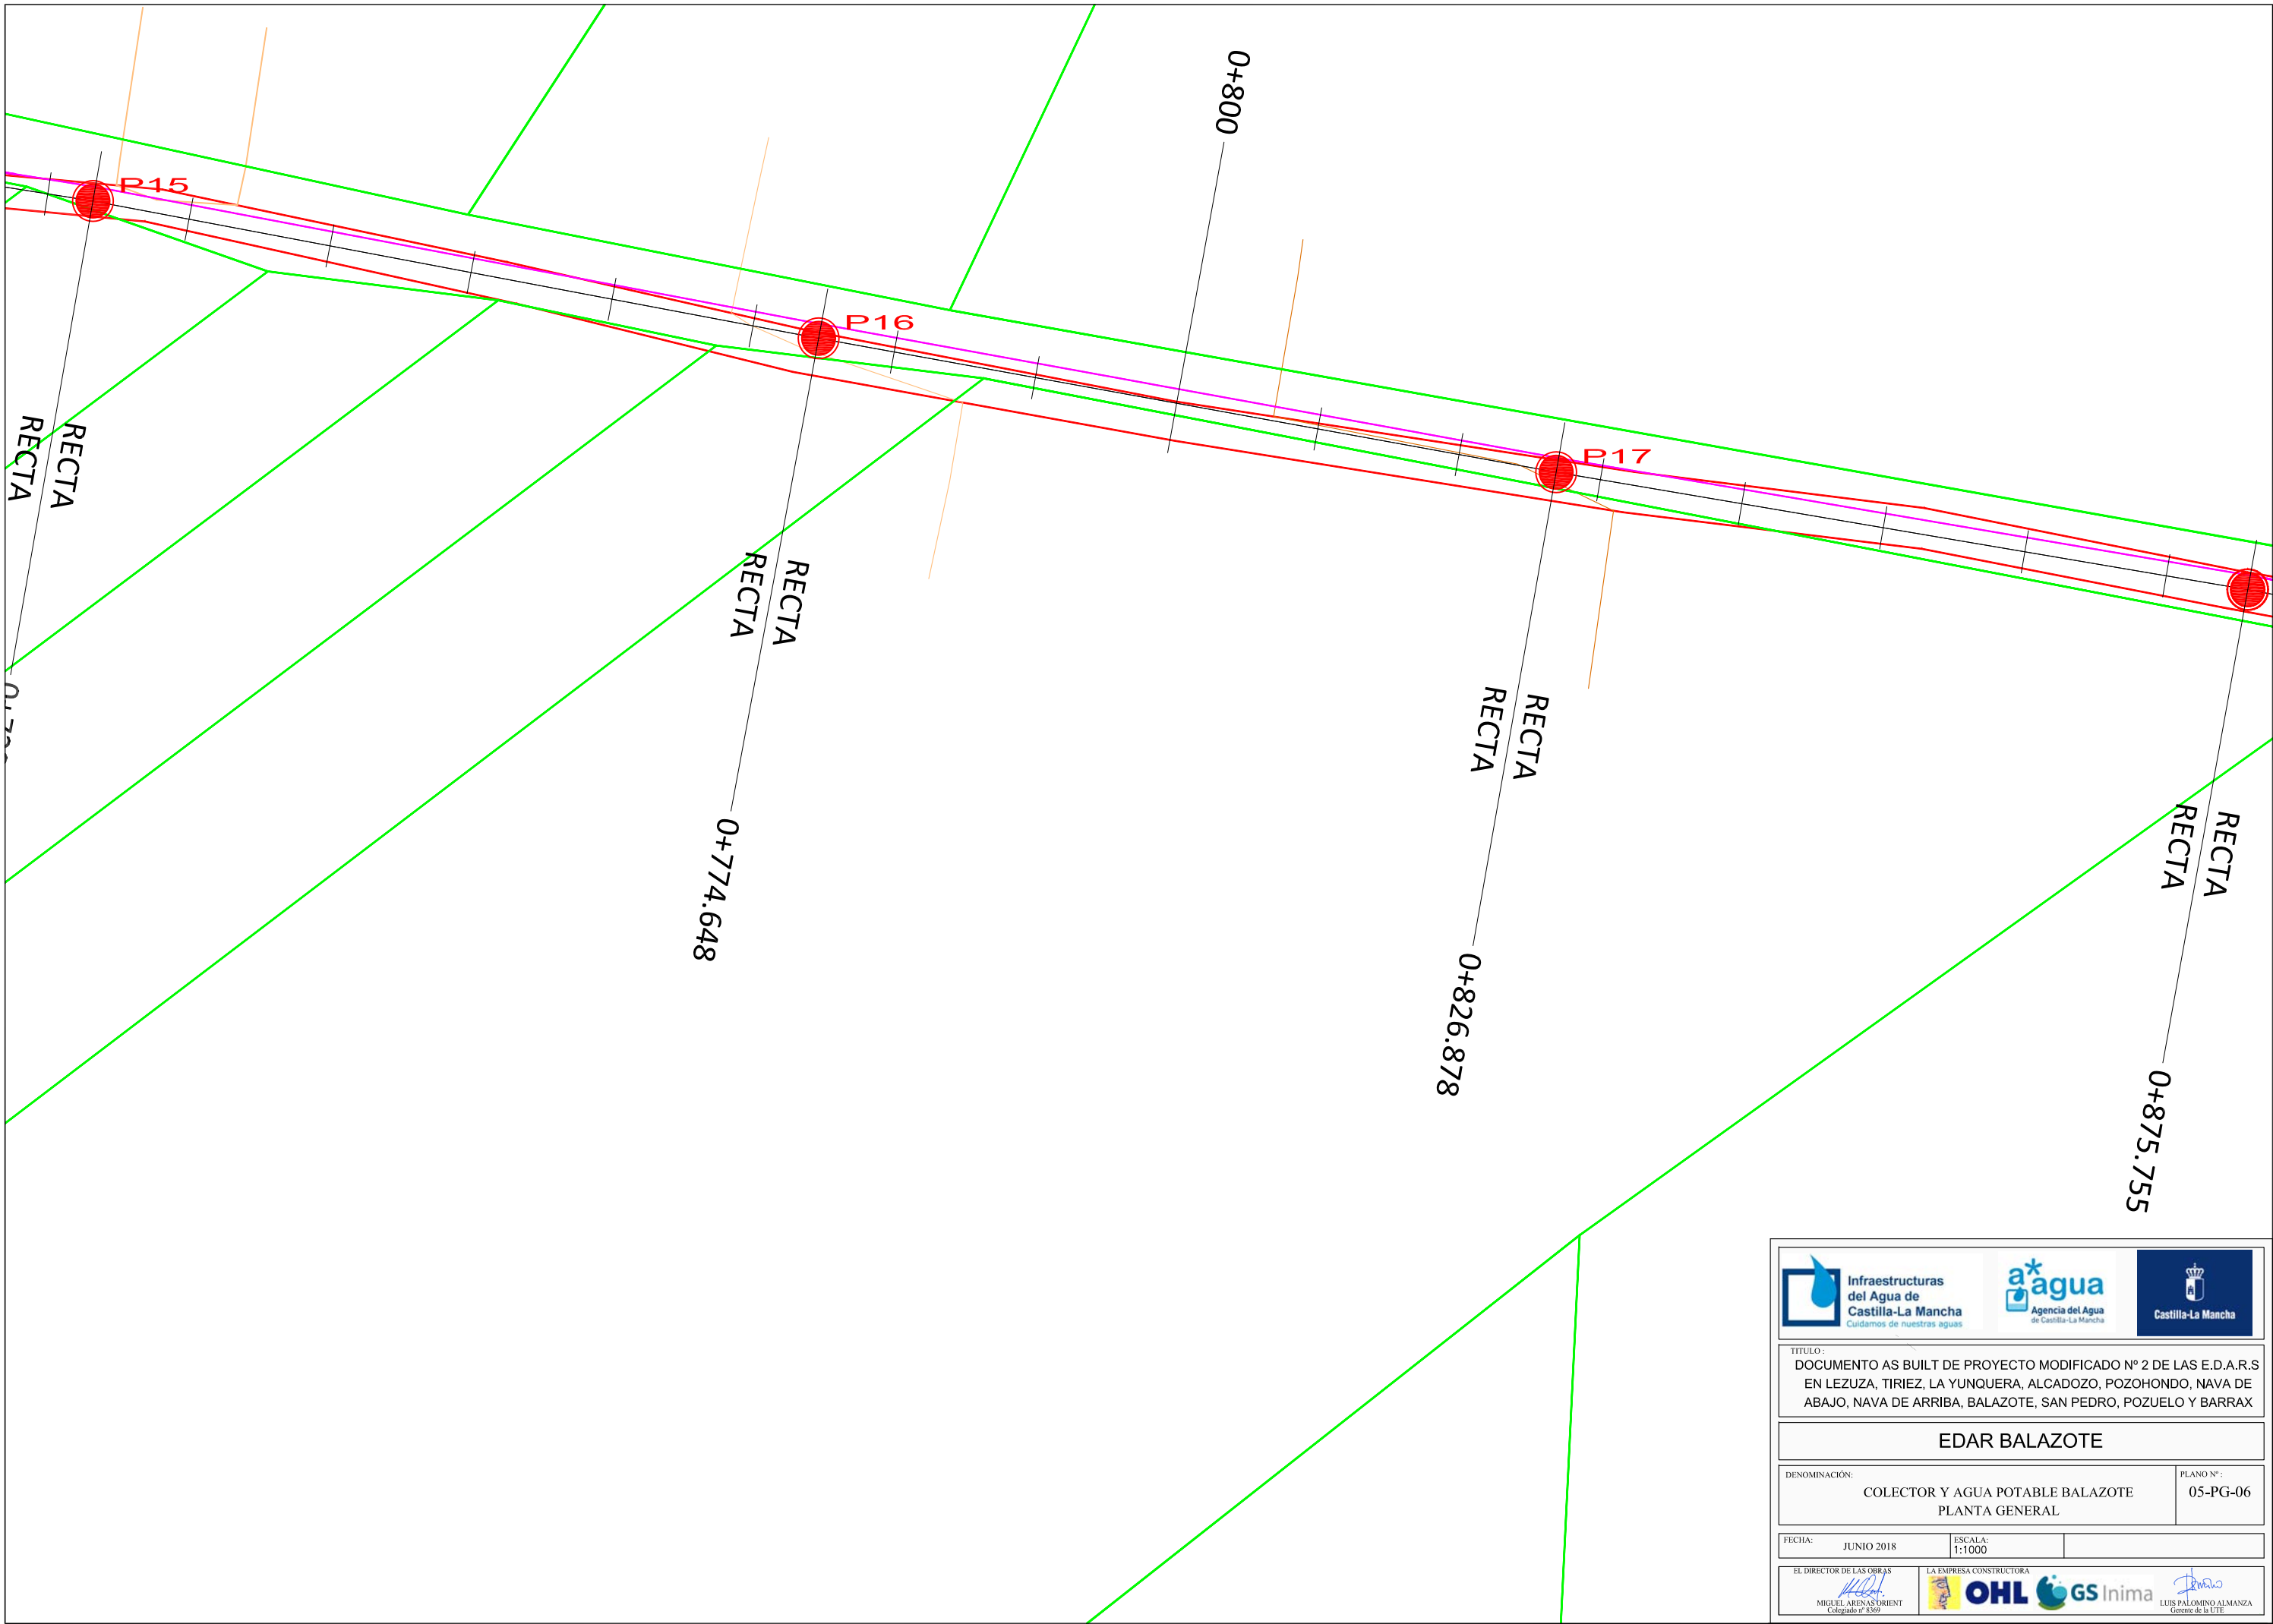 0+800
P15
P16
P17
RECTA
RECTA
RECTA
RECTA
RECTA
RECTA
RECTA
RECTA
0+774.648
0+826.878
0+875.755
Infraestructuras
del Agua de
Castilla-La Mancha
Cuidamos de nuestras aguas
a*
agua
Agencia del Agua
de Castilla-La Mancha
Castilla-La Mancha
TITULO :
DOCUMENTO AS BUILT DE PROYECTO MODIFICADO Nº 2 DE LAS E.D.A.R.S
EN LEZUZA, TIRIEZ, LA YUNQUERA, ALCADOZO, POZOHONDO, NAVA DE
ABAJO, NAVA DE ARRIBA, BALAZOTE, SAN PEDRO, POZUELO Y BARRAX
EDAR BALAZOTE
DENOMINACIÓN:
COLECTOR Y AGUA POTABLE BALAZOTE
PLANTA GENERAL
PLANO Nº :
05-PG-06
FECHA:
JUNIO 2018
ESCALA:
1:1000
EL DIRECTOR DE LAS OBRAS
MIGUEL ARENAS ORIENT
Colegiado nº 8369
LA EMPRESA CONSTRUCTORA
OHL
GS Inima
LUIS PALOMINO ALMANZA
Gerente de la UTE